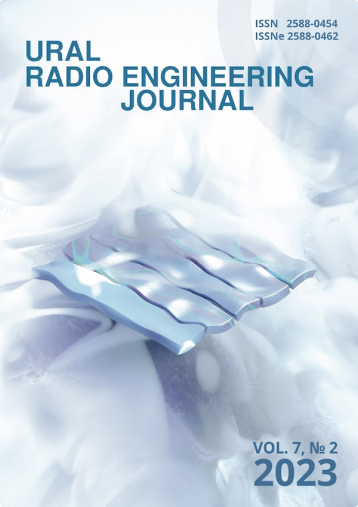 ISSN 2588-0454
ISSNe 2588-0462
URAL
RADIO ENGINEERING
JOURNAL
VOL. 7, № 2
2023